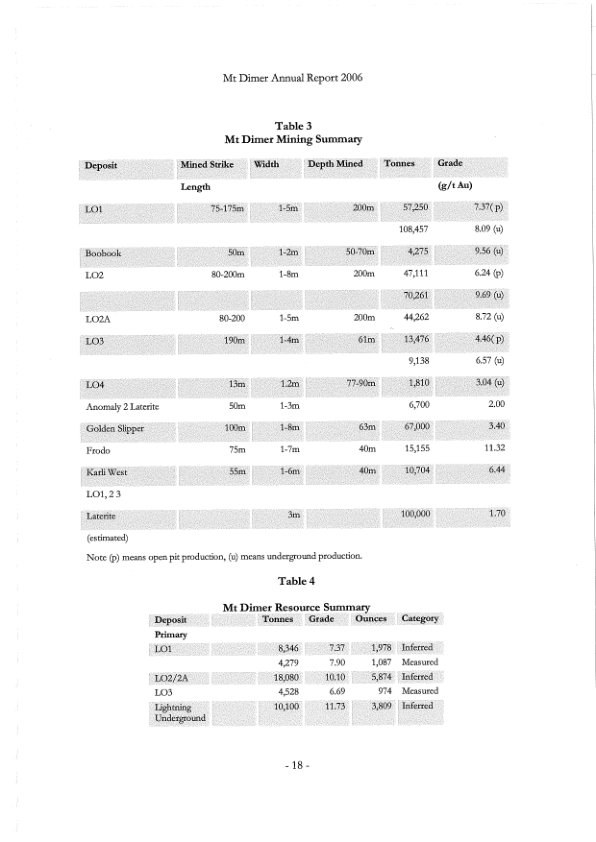 Mt Dimer Annual Report 2006
Table 3
Mt Dimer Mining Summary
Deposit Mined Strike Width Depth Mined Tonnes Grade
Length (g/t Au)
LO1 75-175m 1-5m 200m 57,250 7.37( p)
108,457 8.09 (u)
Boobook 50m 1-2m 50-70m 4,275 9.56 (u)
LO2 80-200m 1-8m 200m 47,111 6.24 (p)
70,261 9.69 (u)
LO2A 80-200 1-5m 200m 44,262 8.72 (u)
LO3 190m 1-4m 61m 13,476 4.46( p)
9,138 6.57 (u)
LO4 13m 1.2m 77-90m 1,810 3.04 (u)
Anomaly 2 Laterite 50m 1-3m 6,700 2.00
Golden Slipper 100m 1-8m 63m 67,000 3.40
Frodo 75m 1-7m 40m 15,155 11.32
Karli West 55m 1-6m 40m 10,704 6.44
LO1, 2 3
Laterite 3m 100,000 1.70
(estimated)
Note (p) means open pit production, (u) means underground production.
Table 4
Mt Dimer Resource Summary
Deposit Tonnes Grade Ounces Category
Primary
LO1 8,346 7.37 1,978 Inferred
4,279 7.90 1,087 Measured
LO2/2A 18,080 10.10 5,874 Inferred
LO3 4,528 6.69 974 Measured
Lightning 10,100 11.73 3,809 Inferred
Underground
- 18 -